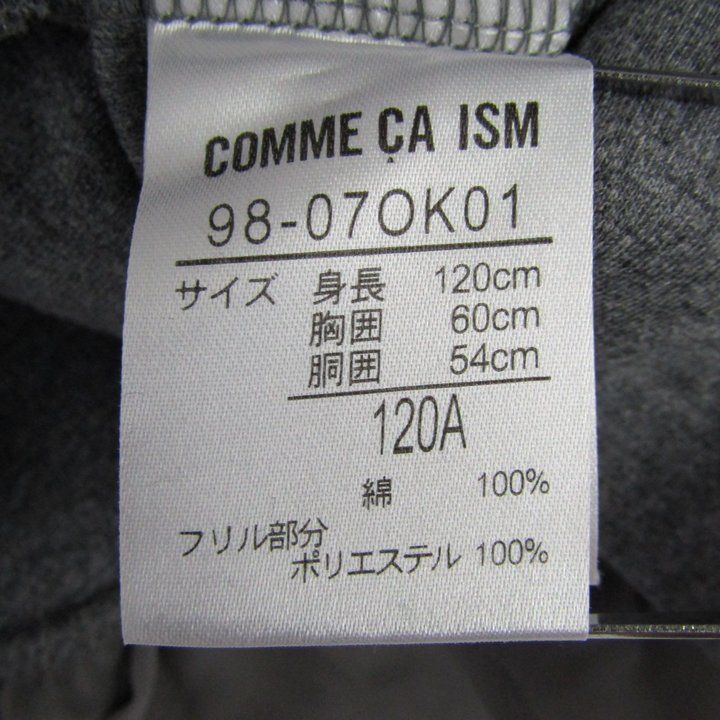 COMME ÇA ISM
98-07OK01
サイズ 身長 120cm
胸囲 60cm
胴囲 54cm
120A
綿 100%
フリル部分
ポリエステル 100%